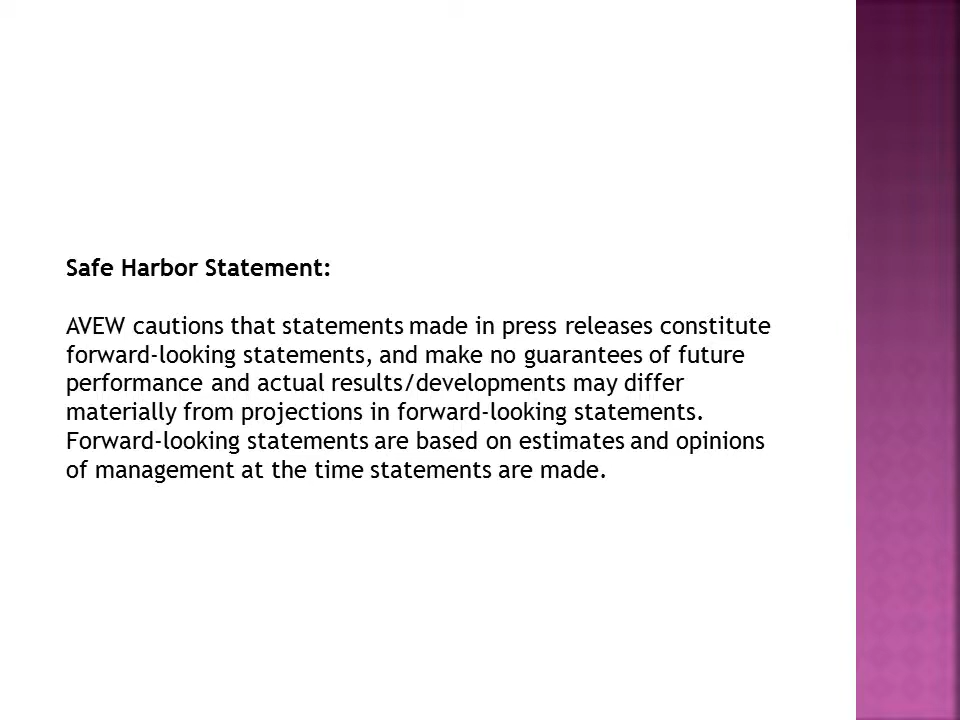 Safe Harbor Statement:
AVEW cautions that statements made in press releases constitute
forward-looking statements, and make no guarantees of future
performance and actual results/developments may differ
materially from projections in forward-looking statements.
Forward-looking statements are based on estimates and opinions
of management at the time statements are made.